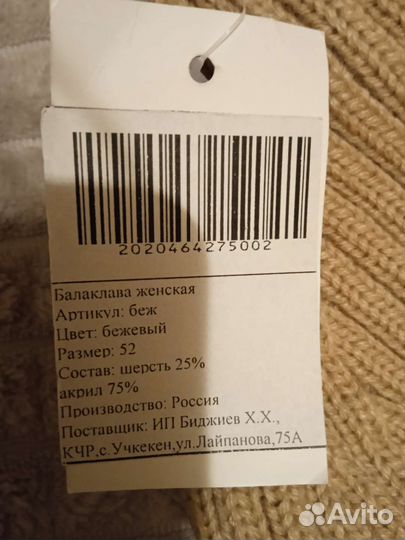 2020464275002
Балаклава женская
Артикул: беж
Цвет: бежевый
Размер: 52
Состав: шерсть 25%
акрил 75%
Производство: Россия
Поставщик: ИП Биджиев Х.Х.,
КЧР,с.Учкекен,ул.Лайпанова,75А
Avito